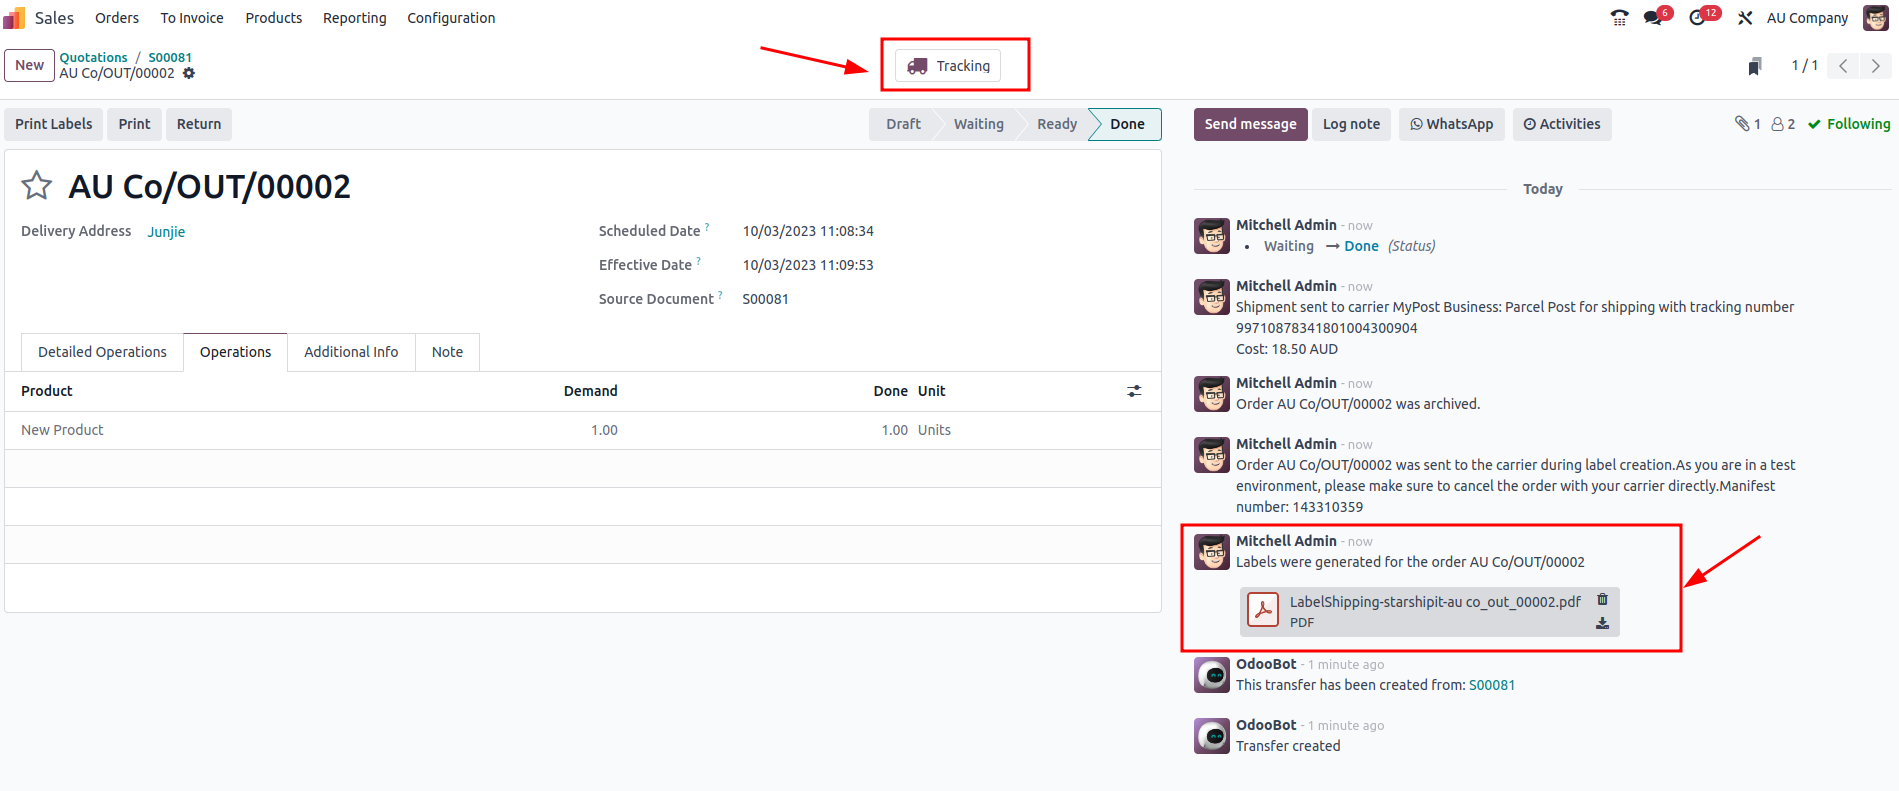 Sales Orders To Invoice Products Reporting Configuration
6 12 AU Company
New Quotations / S00081
AU Co/OUT/00002
Tracking
1 / 1
Print Labels Print Return
Draft Waiting Ready Done
Send message Log note WhatsApp Activities 1 2 Following
AU Co/OUT/00002
Delivery Address Junjie
Scheduled Date ? 10/03/2023 11:08:34
Effective Date ? 10/03/2023 11:09:53
Source Document ? S00081
Detailed Operations Operations Additional Info Note
Product Demand Done Unit
New Product 1.00 1.00 Units
Today
Mitchell Admin - now
• Waiting → Done (Status)
Mitchell Admin - now
Shipment sent to carrier MyPost Business: Parcel Post for shipping with tracking number
99710878341801004300904
Cost: 18.50 AUD
Mitchell Admin - now
Order AU Co/OUT/00002 was archived.
Mitchell Admin - now
Order AU Co/OUT/00002 was sent to the carrier during label creation.As you are in a test
environment, please make sure to cancel the order with your carrier directly.Manifest
number: 143310359
Mitchell Admin - now
Labels were generated for the order AU Co/OUT/00002
LabelShipping-starshipit-au co_out_00002.pdf
PDF
OdooBot - 1 minute ago
This transfer has been created from: S00081
OdooBot - 1 minute ago
Transfer created